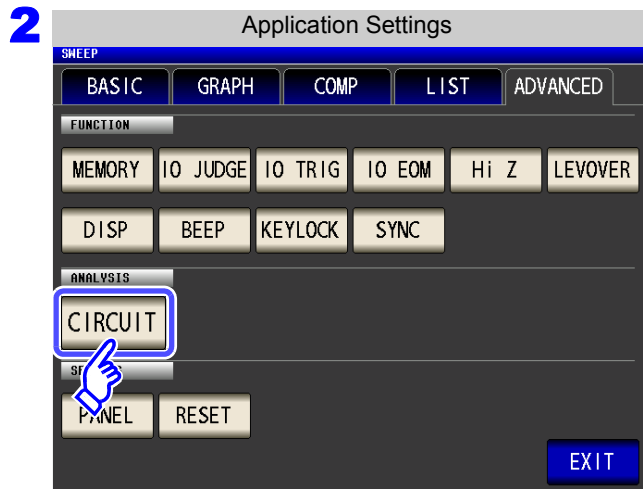 2
Application Settings
SWEEP
BASIC GRAPH COMP LIST ADVANCED
FUNCTION
MEMORY IO JUDGE IO TRIG IO EOM Hi Z LEVOVER
DISP BEEP KEYLOCK SYNC
ANALYSIS
CIRCUIT
PANEL RESET
EXIT